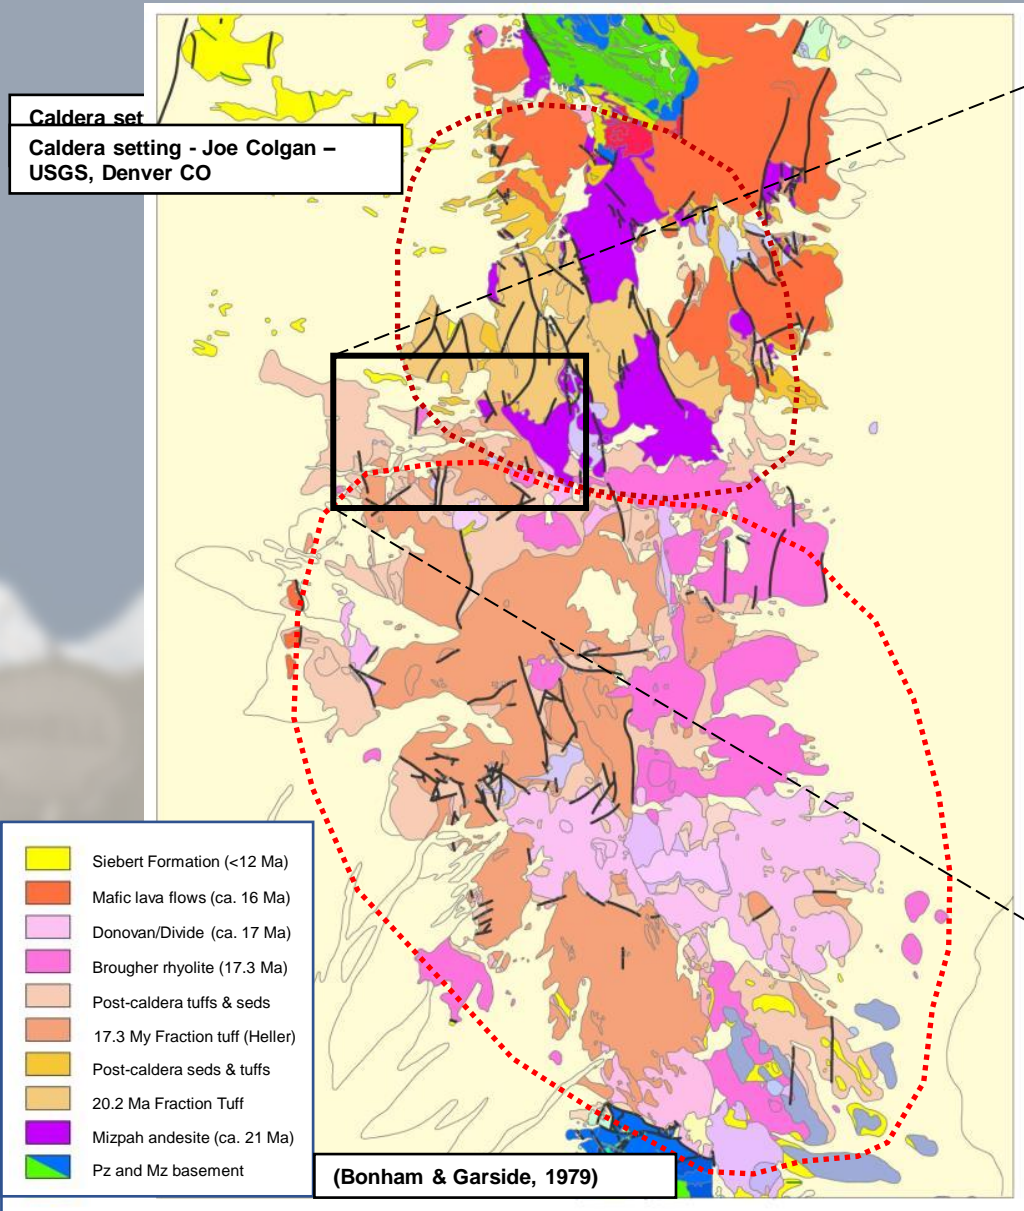 Caldera set
Caldera setting - Joe Colgan –
USGS, Denver CO
Siebert Formation (<12 Ma)
Mafic lava flows (ca. 16 Ma)
Donovan/Divide (ca. 17 Ma)
Brougher rhyolite (17.3 Ma)
Post-caldera tuffs & seds
17.3 My Fraction tuff (Heller)
Post-caldera seds & tuffs
20.2 Ma Fraction Tuff
Mizpah andesite (ca. 21 Ma)
Pz and Mz basement
(Bonham & Garside, 1979)